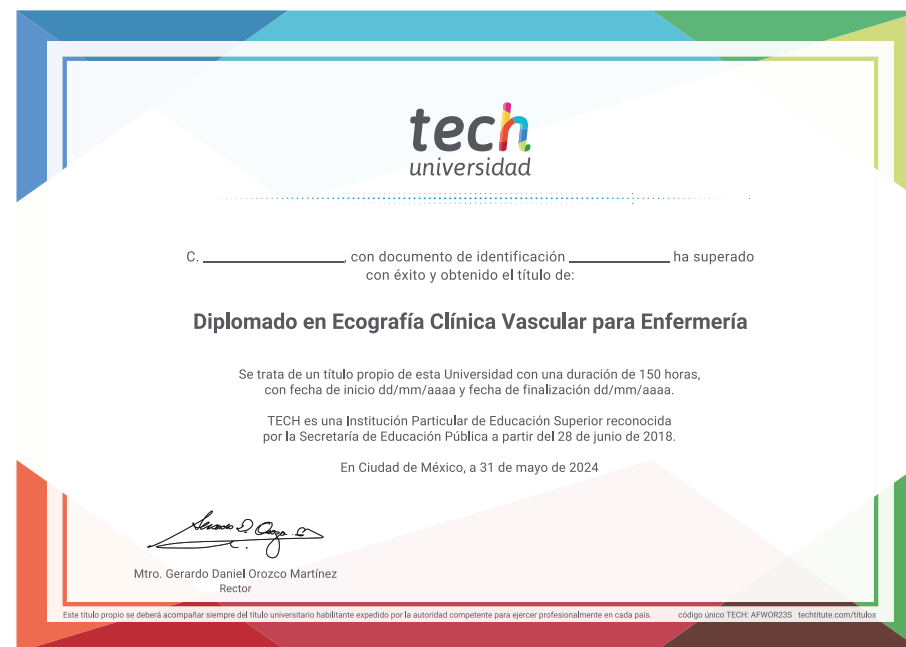 tech
universidad
C. ____________, con documento de identificación ____________ ha superado
con éxito y obtenido el título de:
Diplomado en Ecografía Clínica Vascular para Enfermería
Se trata de un título propio de esta Universidad con una duración de 150 horas,
con fecha de inicio dd/mm/aaaa y fecha de finalización dd/mm/aaaa.
TECH es una Institución Particular de Educación Superior reconocida
por la Secretaría de Educación Pública a partir del 28 de junio de 2018.
En Ciudad de México, a 31 de mayo de 2024
Mtro. Gerardo Daniel Orozco Martínez
Rector
Este título propio se deberá acompañar siempre del título universitario habilitante expedido por la autoridad competente para ejercer profesionalmente en cada país. código único TECH: AFWOR23S techtitute.com/titulos